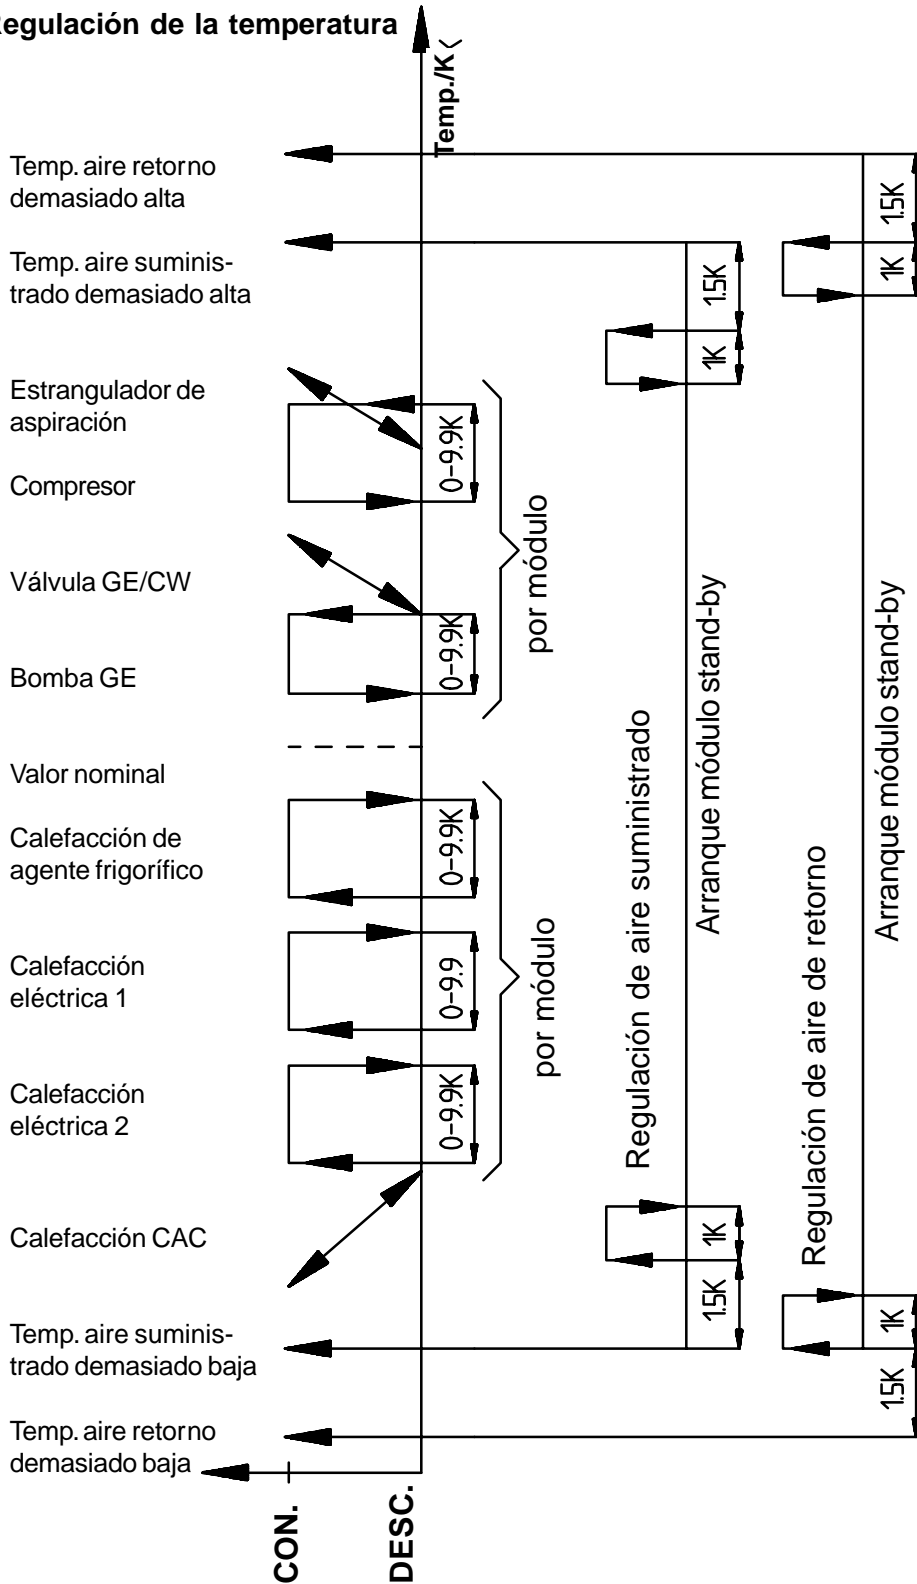 Regulación de la temperatura
Temp./K
Temp. aire retorno
demasiado alta
Temp. aire suminis-
trado demasiado alta
Estrangulador de
aspiración
Compresor
Válvula GE/CW
Bomba GE
Valor nominal
Calefacción de
agente frigorífico
Calefacción
eléctrica 1
Calefacción
eléctrica 2
Calefacción CAC
Temp. aire suminis-
trado demasiado baja
Temp. aire retorno
demasiado baja
CON.
DESC.
0-9.9K
0-9.9K
0-9.9K
0-9.9
0-9.9K
por módulo
por módulo
Regulación de aire suministrado
1.5K
1K
Arranque módulo stand-by
1K
1.5K
Regulación de aire de retorno
1.5K
1K
Arranque módulo stand-by
1K
1.5K